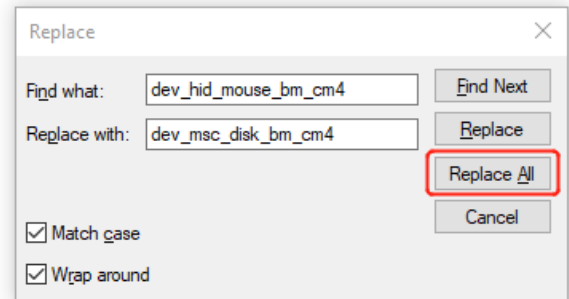 Replace
Find what: dev_hid_mouse_bm_cm4 Find Next
Replace with: dev_msc_disk_bm_cm4 Replace
Replace All
Cancel
Match case
Wrap around